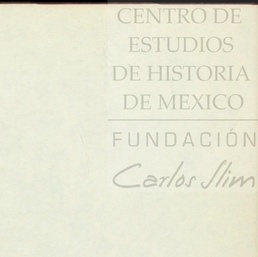 CENTRO DE
ESTUDIOS
DE HISTORIA
DE MEXICO
FUNDACIÓN
Carlos Slim